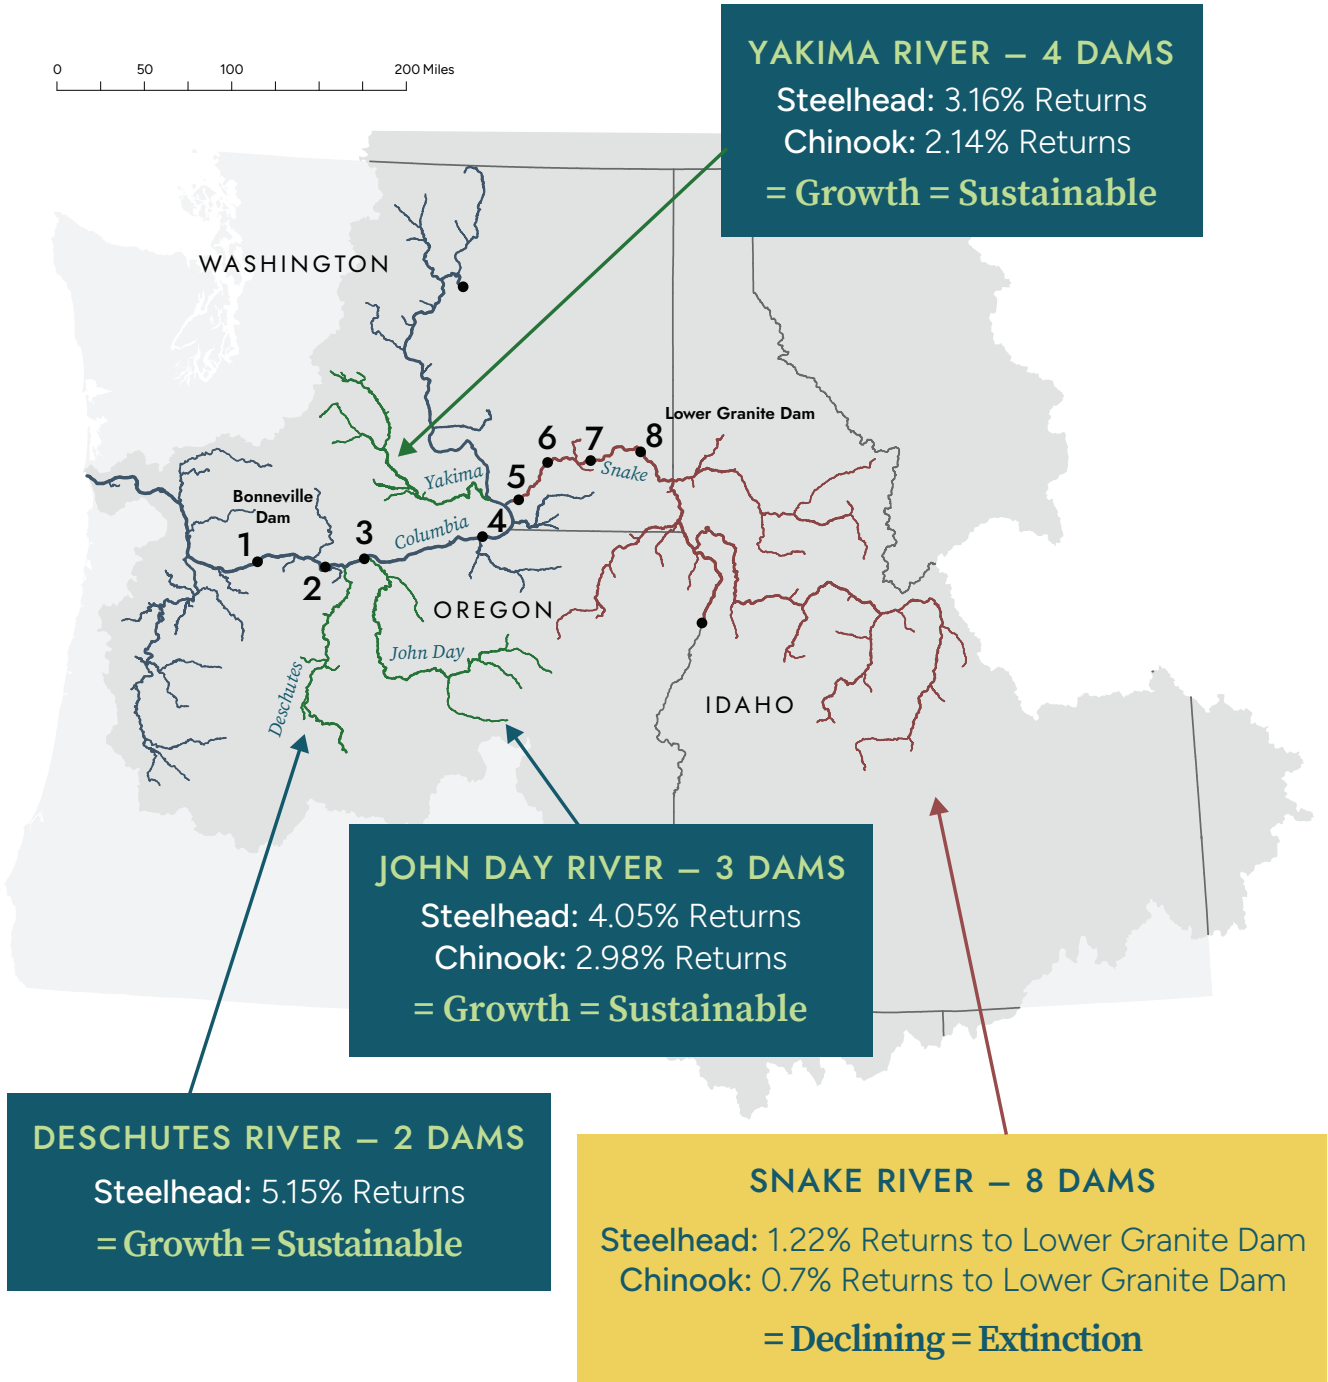 YAKIMA RIVER – 4 DAMS
Steelhead: 3.16% Returns
Chinook: 2.14% Returns
= Growth = Sustainable
0 50 100 200 Miles
WASHINGTON
Lower Granite Dam
6 7 8
Snake
5
Yakima
Bonneville
Dam
Columbia
4
3
1
2
OREGON
John Day
Deschutes
IDAHO
JOHN DAY RIVER – 3 DAMS
Steelhead: 4.05% Returns
Chinook: 2.98% Returns
= Growth = Sustainable
DESCHUTES RIVER – 2 DAMS
Steelhead: 5.15% Returns
= Growth = Sustainable
SNAKE RIVER – 8 DAMS
Steelhead: 1.22% Returns to Lower Granite Dam
Chinook: 0.7% Returns to Lower Granite Dam
= Declining = Extinction